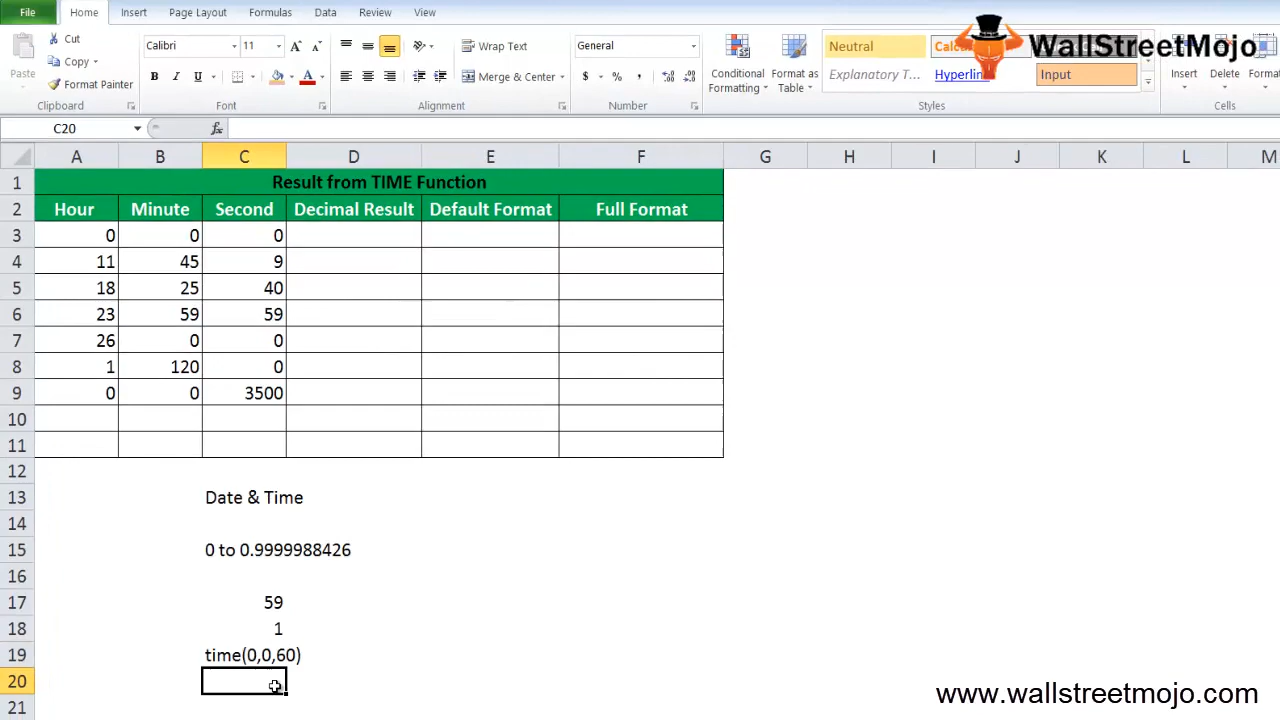 File Home Insert Page Layout Formulas Data Review View
Cut Calibri 11 A A Wrap Text General Neutral
WallStreetMojo
Paste Copy Format Painter B I U A Merge & Center $ % , Conditional Formatting Format as Table Explanatory T... Hyperlin Input Insert Delete
Clipboard Font Alignment Number Styles Cells
C20 fx
A B C D E F G H I J K L M
1 Result from TIME Function
2 Hour Minute Second Decimal Result Default Format Full Format
3 0 0 0
4 11 45 9
5 18 25 40
6 23 59 59
7 26 0 0
8 1 120 0
9 0 0 3500
10
11
12
13 Date & Time
14
15 0 to 0.9999988426
16
17 59
18 1
19 time(0,0,60)
20
21
www.wallstreetmojo.com